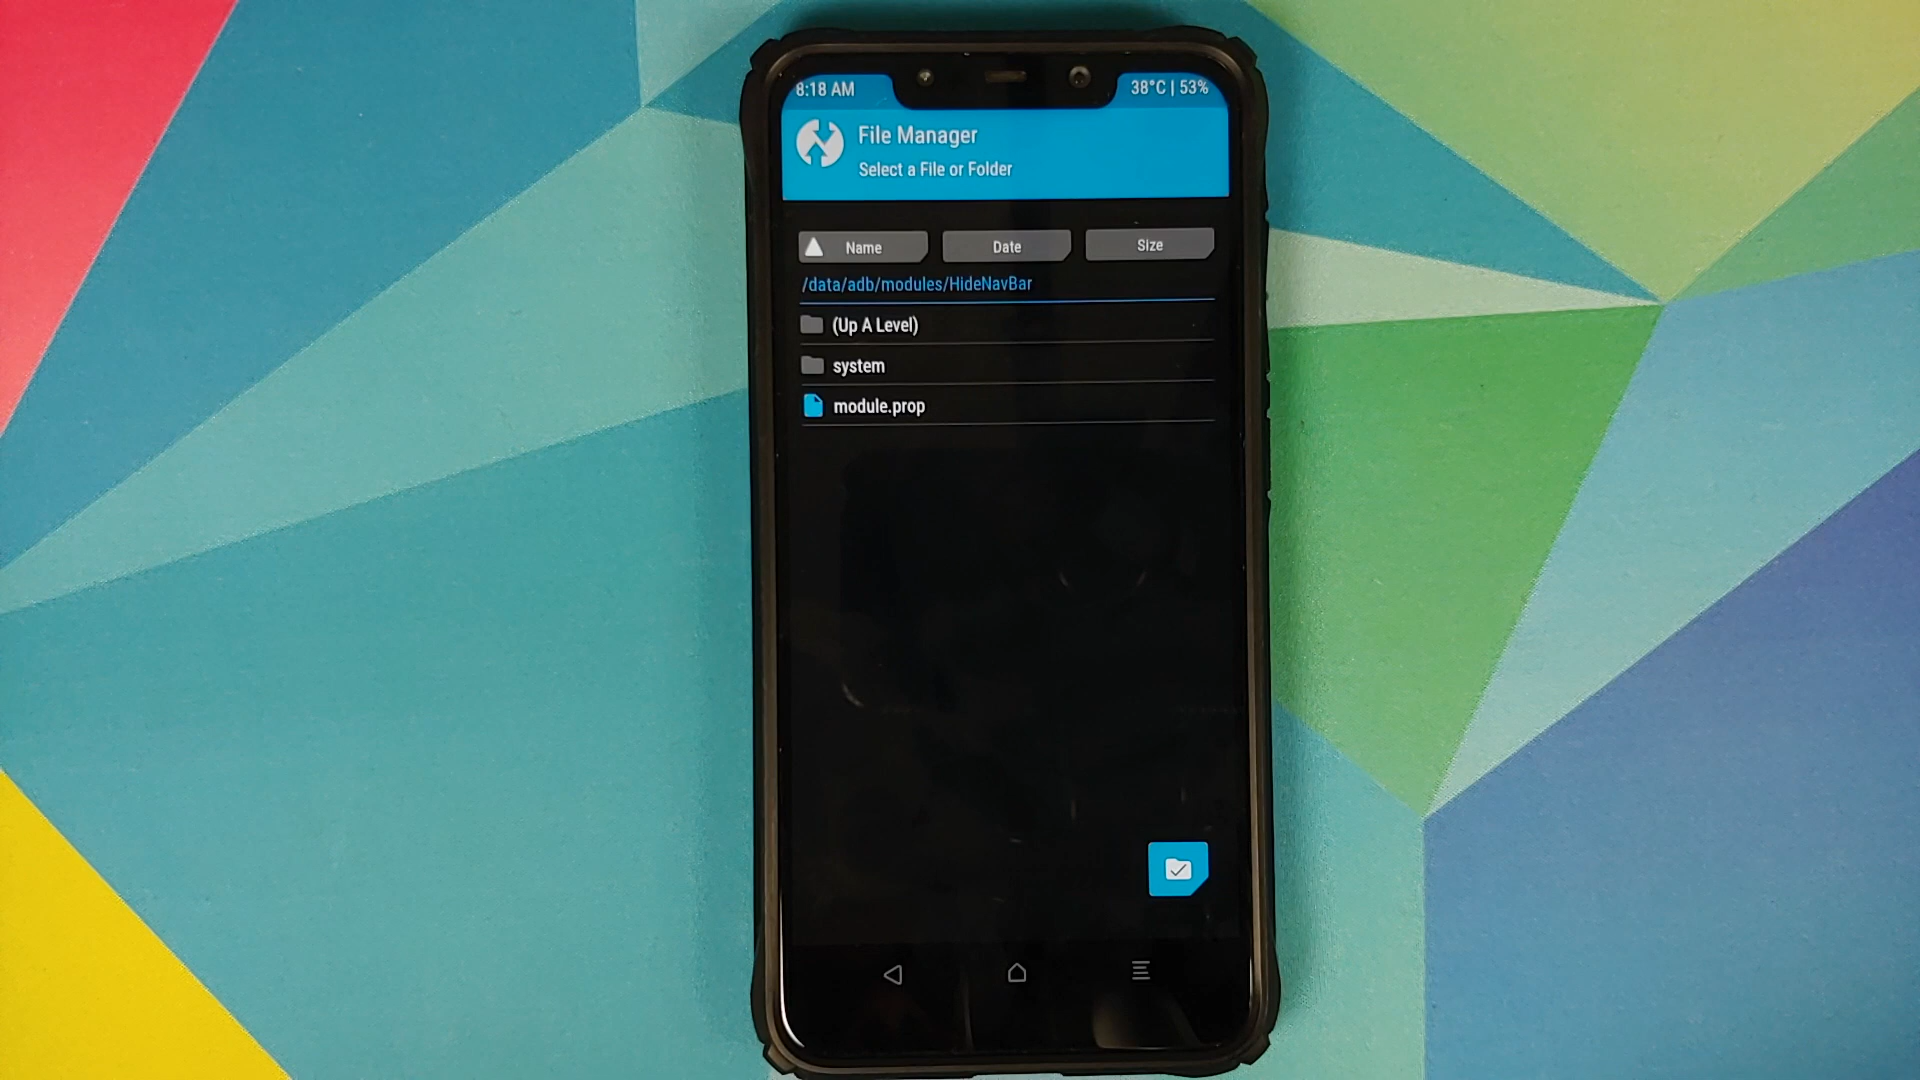 8:18 AM
38°C | 53%
File Manager
Select a File or Folder
Name
Date
Size
/data/adb/modules/HideNavBar
(Up A Level)
system
module.prop